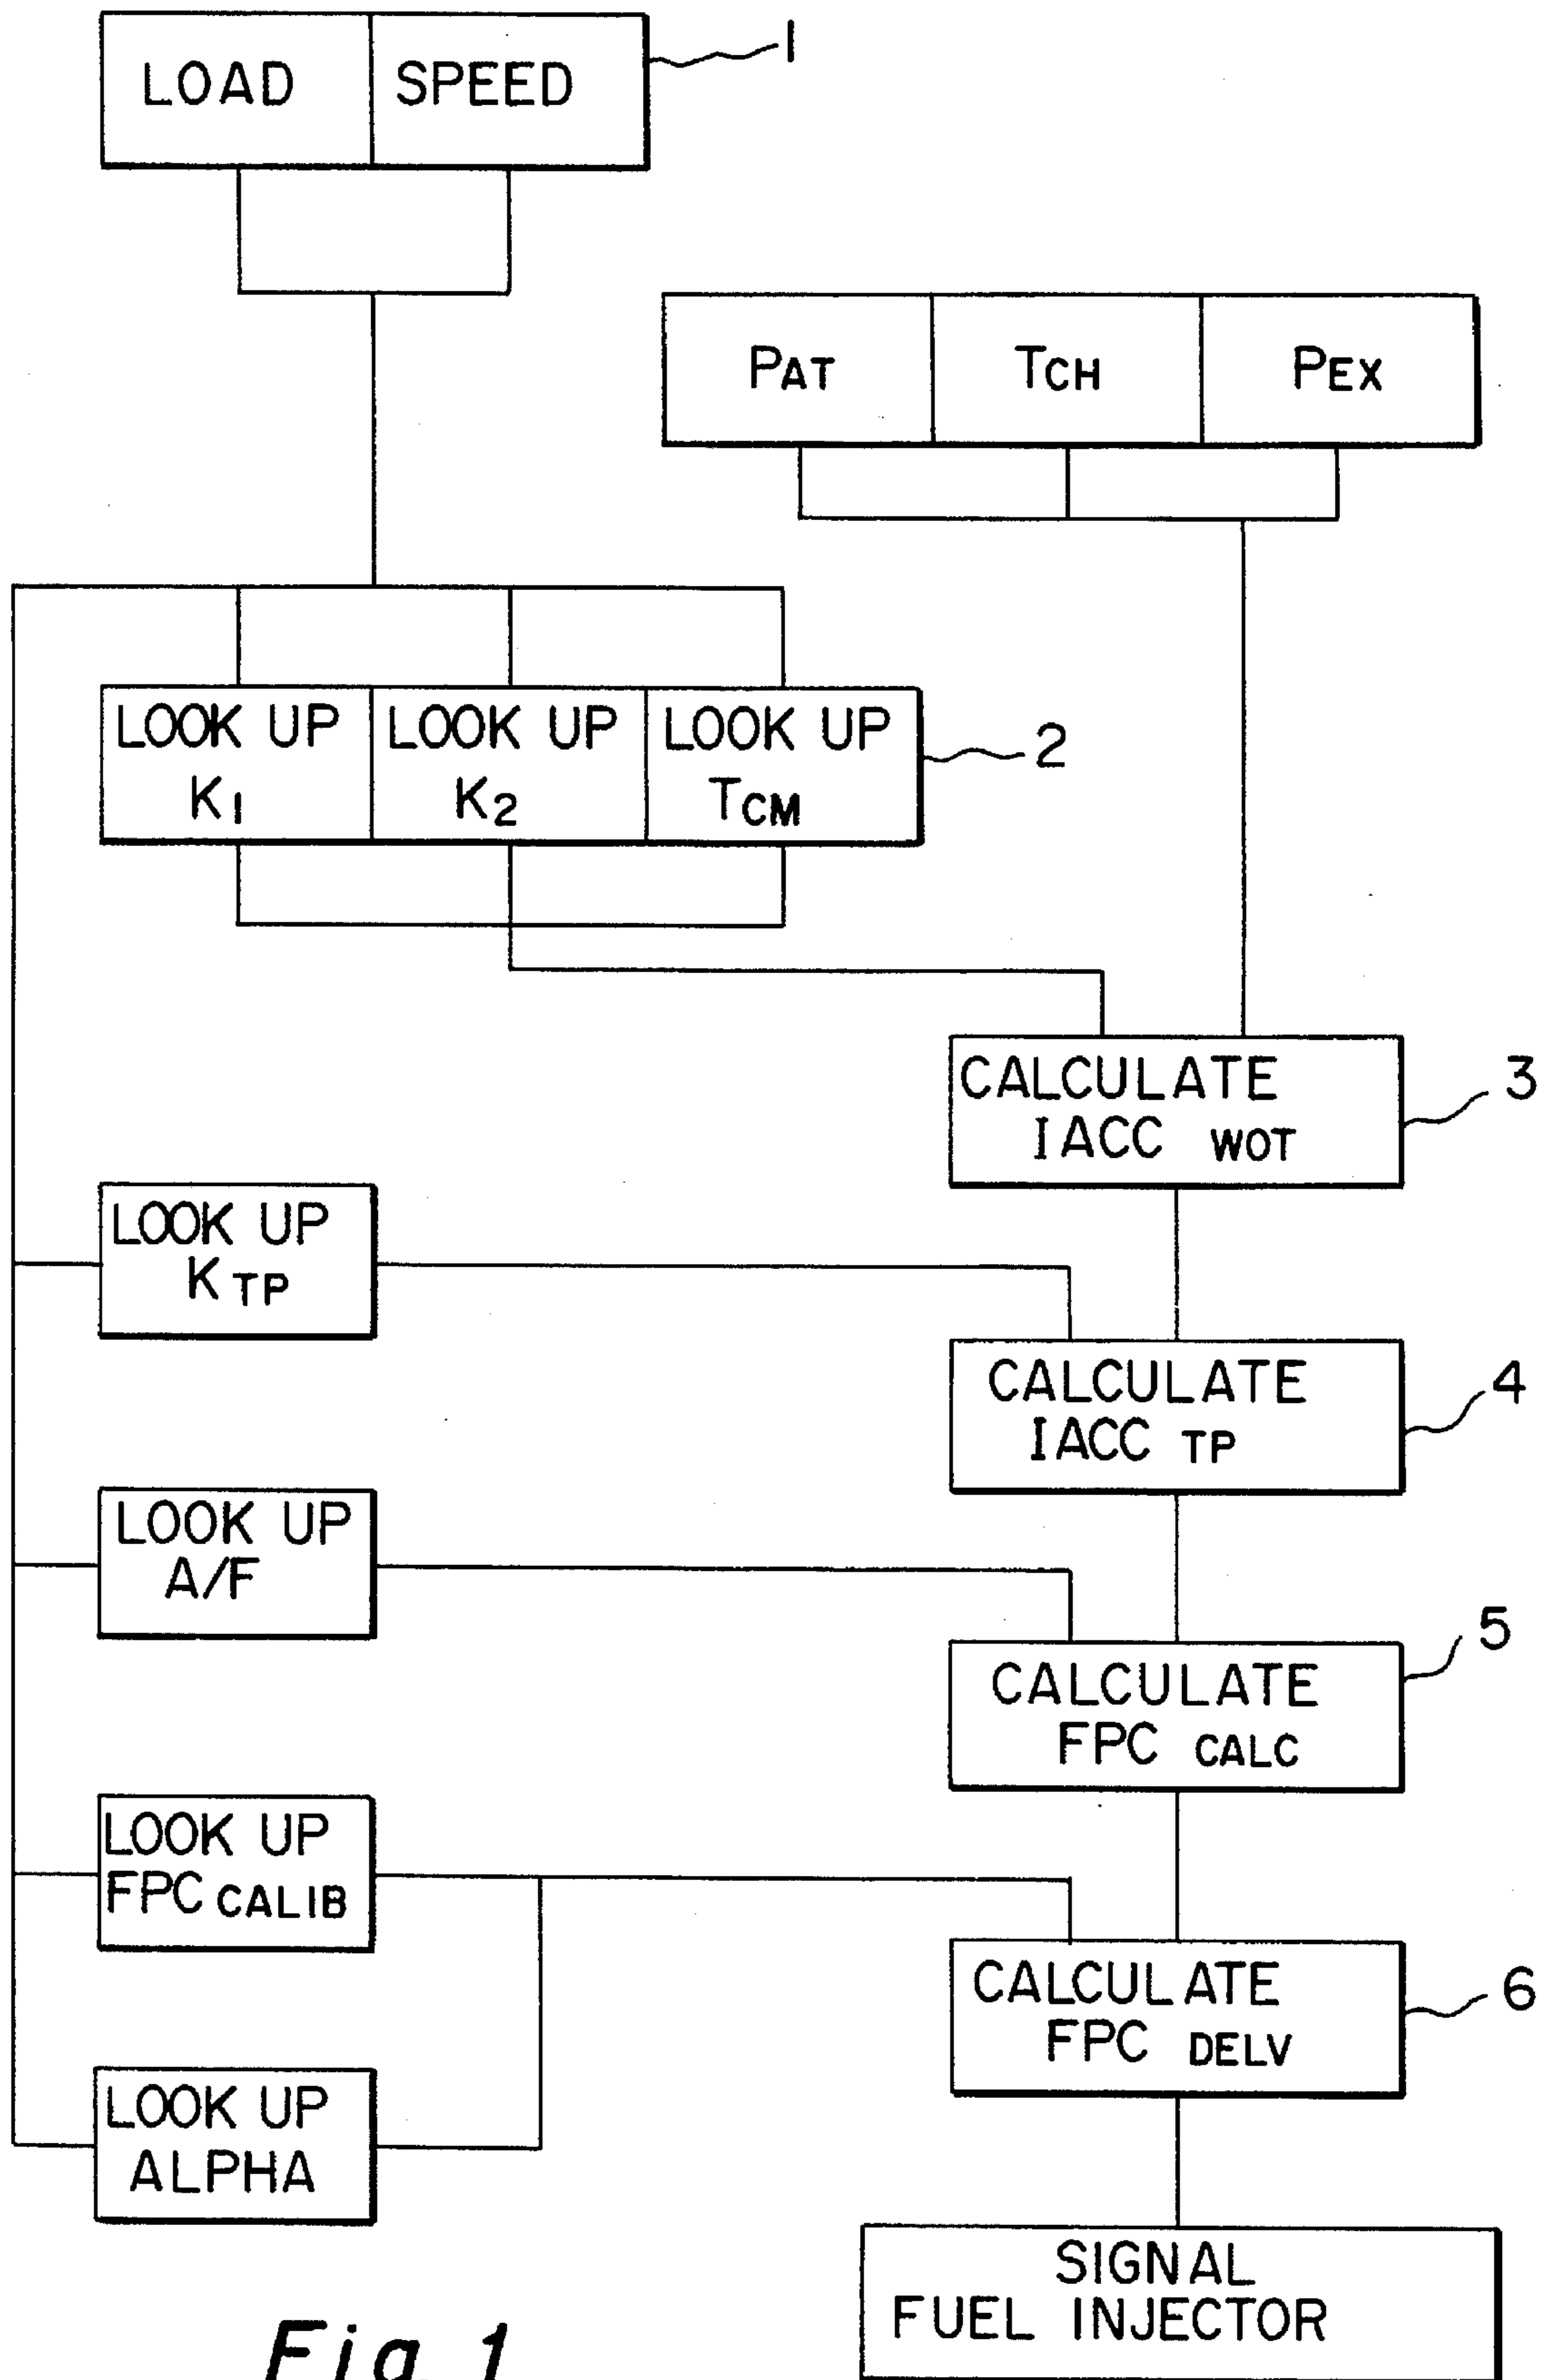 LOAD SPEED 1
PAT TCH PEX
LOOK UP K1
LOOK UP K2
LOOK UP TCM
2
CALCULATE
IACC WOT
3
LOOK UP
KTP
CALCULATE
IACC TP
4
LOOK UP
A/F
CALCULATE
FPC CALC
5
LOOK UP
FPC CALIB
CALCULATE
FPC DELV
6
LOOK UP
ALPHA
SIGNAL
FUEL INJECTOR
Fig. 1